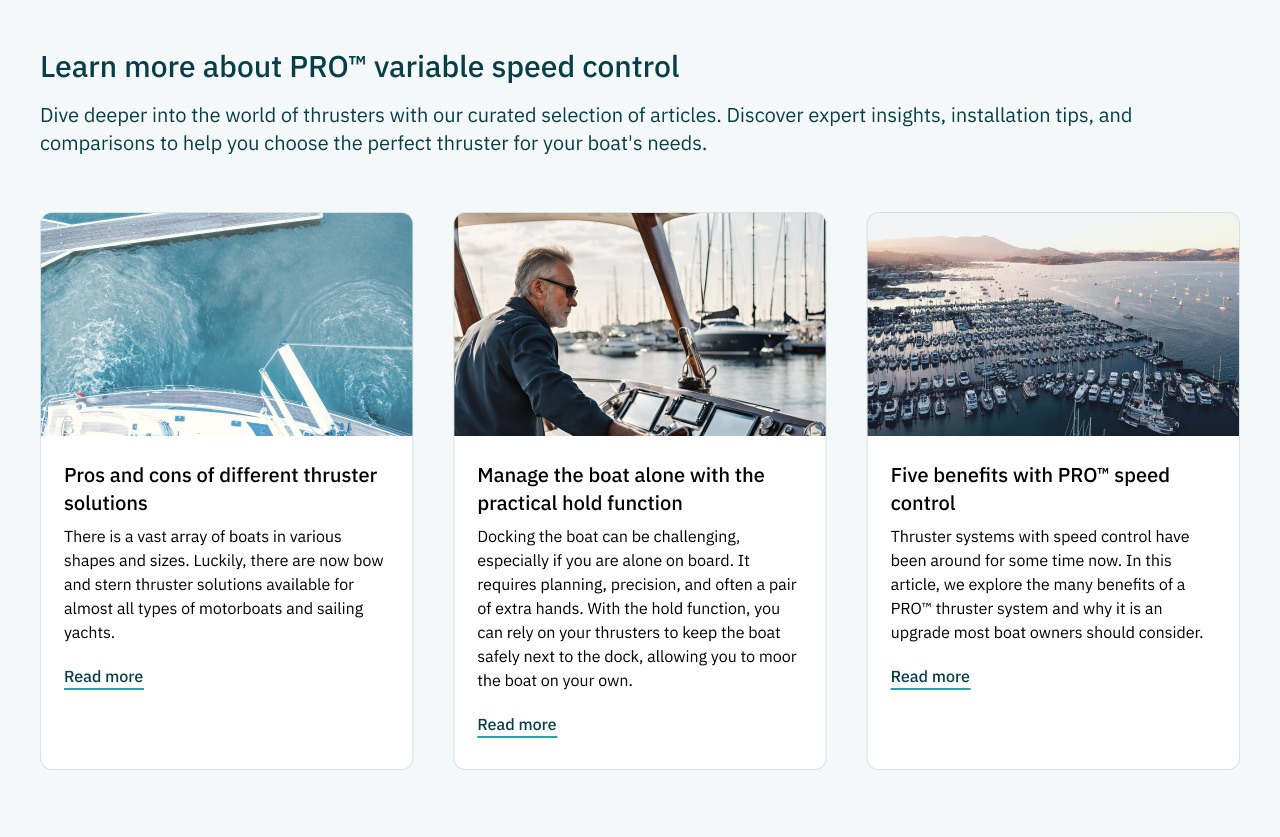 Learn more about PRO™ variable speed control
Dive deeper into the world of thrusters with our curated selection of articles. Discover expert insights, installation tips, and
comparisons to help you choose the perfect thruster for your boat's needs.
Pros and cons of different thruster
solutions
There is a vast array of boats in various
shapes and sizes. Luckily, there are now bow
and stern thruster solutions available for
almost all types of motorboats and sailing
yachts.
Read more
Manage the boat alone with the
practical hold function
Docking the boat can be challenging,
especially if you are alone on board. It
requires planning, precision, and often a pair
of extra hands. With the hold function, you
can rely on your thrusters to keep the boat
safely next to the dock, allowing you to moor
the boat on your own.
Read more
Five benefits with PRO™ speed
control
Thruster systems with speed control have
been around for some time now. In this
article, we explore the many benefits of a
PRO™ thruster system and why it is an
upgrade most boat owners should consider.
Read more